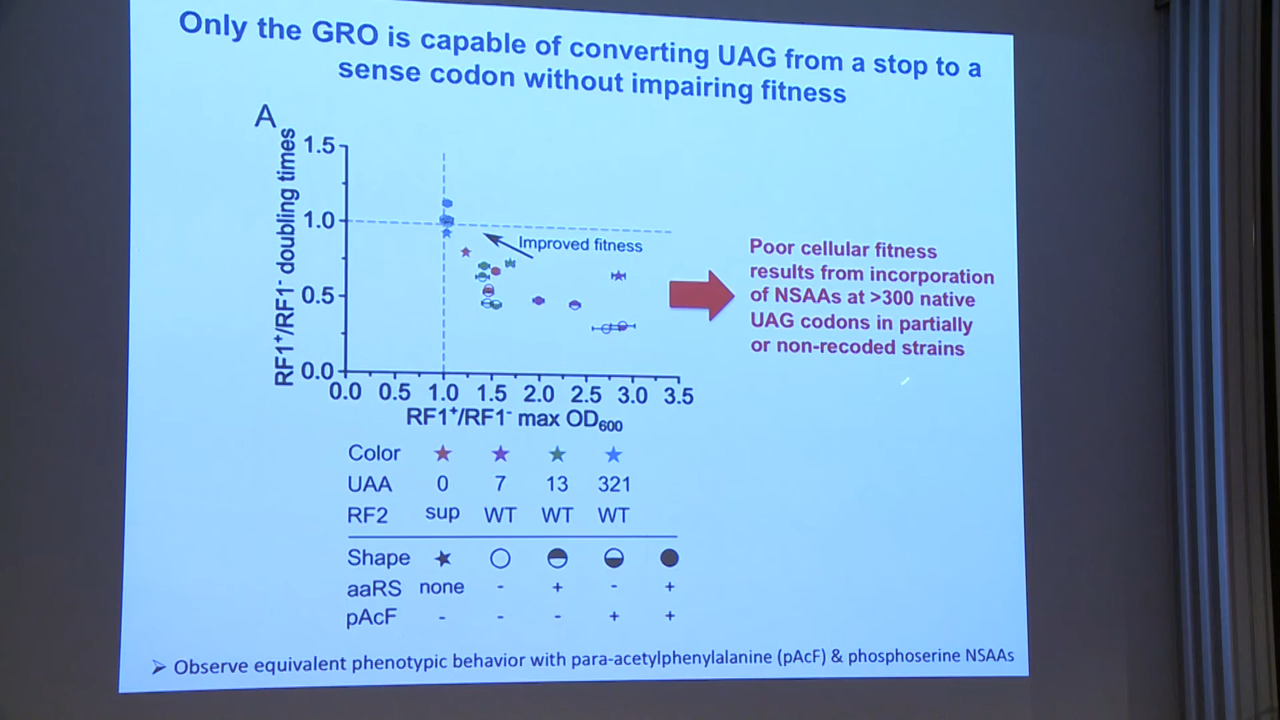 Only the GRO is capable of converting UAG from a stop to a
sense codon without impairing fitness
A
RF1⁺/RF1⁻ doubling times
1.5
1.0
0.5
0.0
Improved fitness
0.0 0.5 1.0 1.5 2.0 2.5 3.0 3.5
RF1⁺/RF1⁻ max OD₆₀₀
Poor cellular fitness
results from incorporation
of NSAAs at >300 native
UAG codons in partially
or non-recoded strains
Color ★ ★ ★ ★
UAA 0 7 13 321
RF2 sup WT WT WT
Shape ★ ○ ◓ ◒ ●
aaRS none - + - +
pAcF - - - + +
➢ Observe equivalent phenotypic behavior with para-acetylphenylalanine (pAcF) & phosphoserine NSAAs